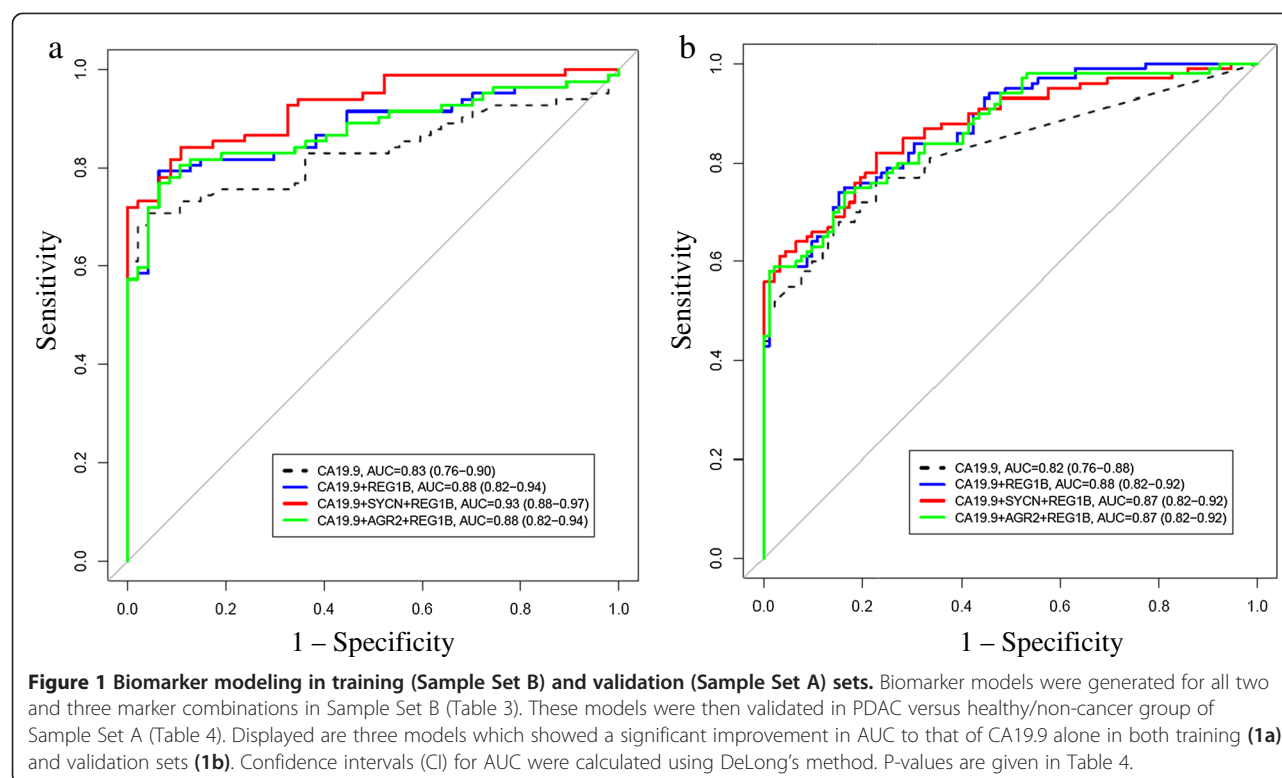 a
Sensitivity
1.0
0.8
0.6
0.4
0.2
0.0
CA19.9, AUC=0.83 (0.76−0.90)
CA19.9+REG1B, AUC=0.88 (0.82−0.94)
CA19.9+SYCN+REG1B, AUC=0.93 (0.88−0.97)
CA19.9+AGR2+REG1B, AUC=0.88 (0.82−0.94)
0.0 0.2 0.4 0.6 0.8 1.0
1 – Specificity
b
Sensitivity
1.0
0.8
0.6
0.4
0.2
0.0
CA19.9, AUC=0.82 (0.76−0.88)
CA19.9+REG1B, AUC=0.88 (0.82−0.92)
CA19.9+SYCN+REG1B, AUC=0.87 (0.82−0.92)
CA19.9+AGR2+REG1B, AUC=0.87 (0.82−0.92)
0.0 0.2 0.4 0.6 0.8 1.0
1 – Specificity
Figure 1 Biomarker modeling in training (Sample Set B) and validation (Sample Set A) sets. Biomarker models were generated for all two
and three marker combinations in Sample Set B (Table 3). These models were then validated in PDAC versus healthy/non-cancer group of
Sample Set A (Table 4). Displayed are three models which showed a significant improvement in AUC to that of CA19.9 alone in both training (1a)
and validation sets (1b). Confidence intervals (CI) for AUC were calculated using DeLong's method. P-values are given in Table 4.